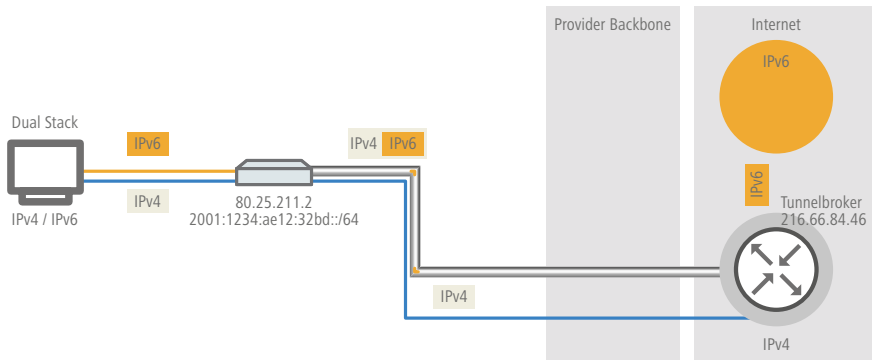 Provider Backbone
Internet
IPv6
Dual Stack
IPv6
IPv4 IPv6
IPv6
IPv4
Tunnelbroker
216.66.84.46
IPv4 / IPv6
80.25.211.2
2001:1234:ae12:32bd::/64
IPv4
IPv4